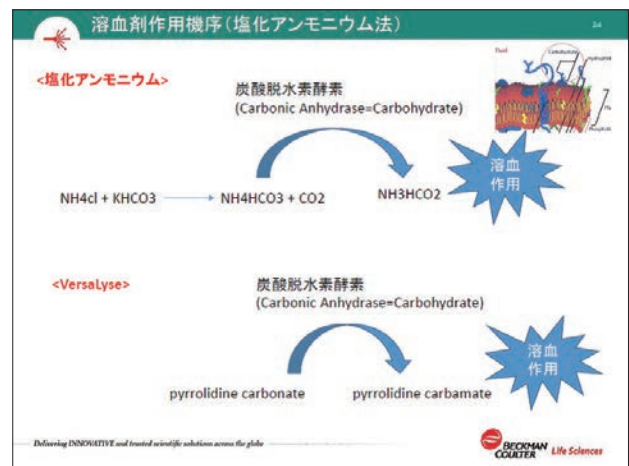 溶血剤作用機序(塩化アンモニウム法)
24
<塩化アンモニウム>
炭酸脱水素酵素
(Carbonic Anhydrase=Carbohydrate)
Carbohydrate
溶血
作用
NH4cl + KHCO3
NH4HCO3 + CO2
NH3HCO2
<VersaLyse>
炭酸脱水素酵素
(Carbonic Anhydrase=Carbohydrate)
溶血
作用
pyrrolidine carbonate
pyrrolidine carbamate
Delivering INNOVATIVE and trusted scientific solutions across the globe
BECKMAN
COULTER Life Sciences